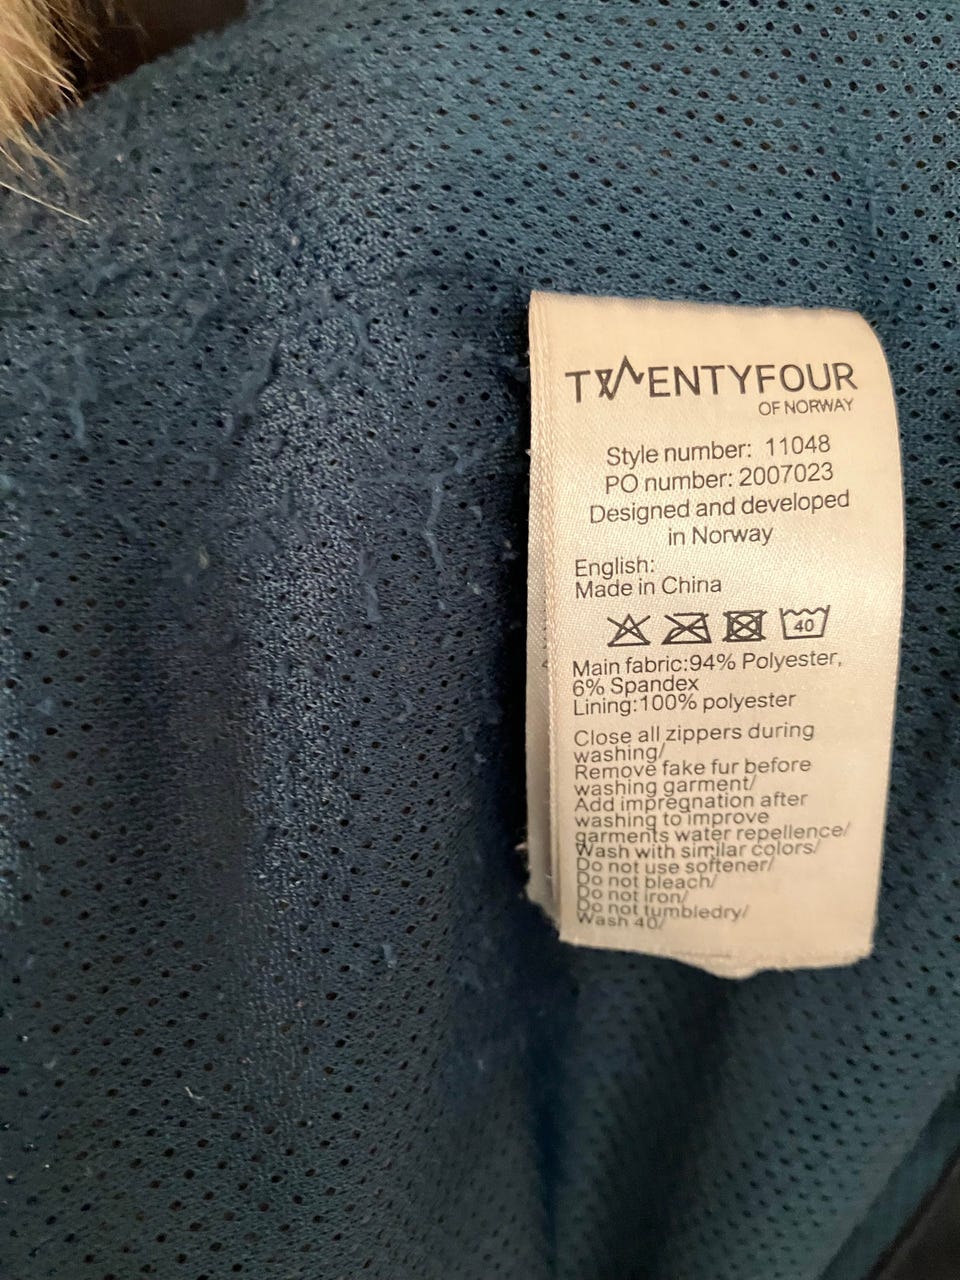 TWENTYFOUR
OF NORWAY
Style number: 11048
PO number: 2007023
Designed and developed
in Norway
English:
Made in China
40
Main fabric:94% Polyester,
6% Spandex
Lining:100% polyester
Close all zippers during
washing/
Remove fake fur before
washing garment/
Add impregnation after
washing to improve
garments water repellence/
Wash with similar colors/
Do not use softener/
Do not bleach/
Do not iron/
Do not tumbledry/
Wash 40/